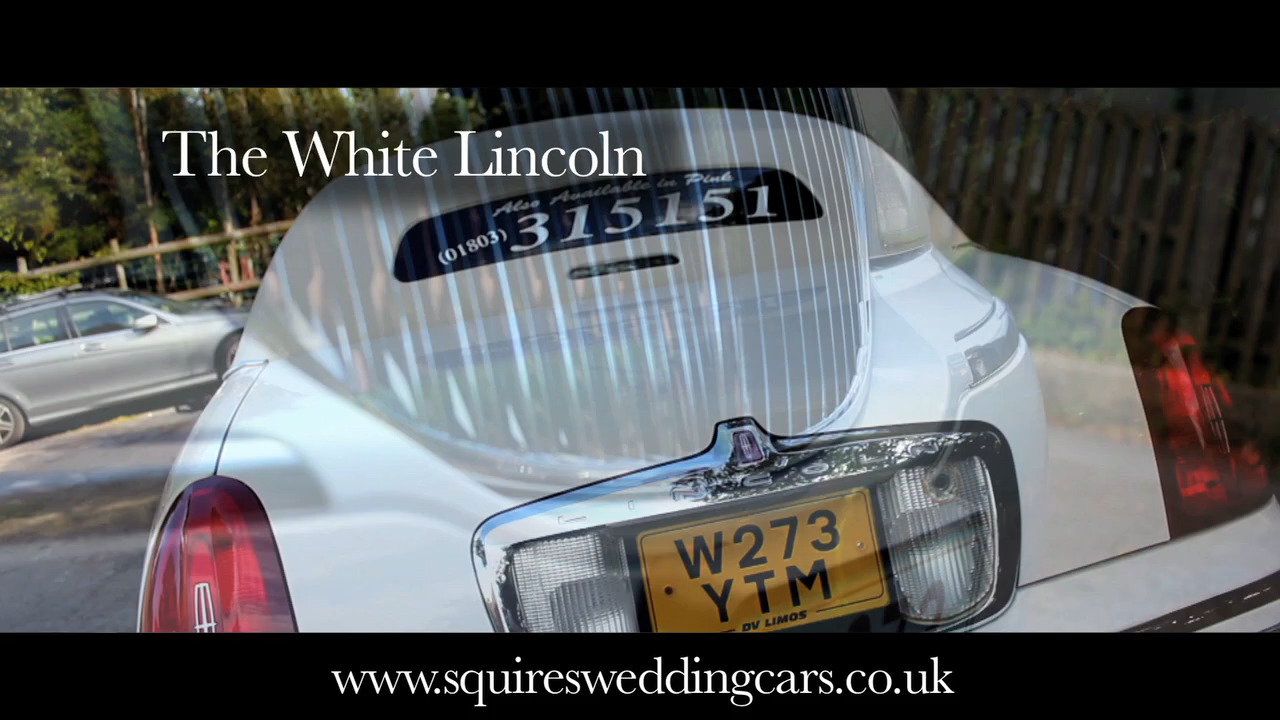 The White Lincoln
Also Available in Pink
(01803) 315151
W273
YTM
DV LIMOS
www.squiresweddingcars.co.uk